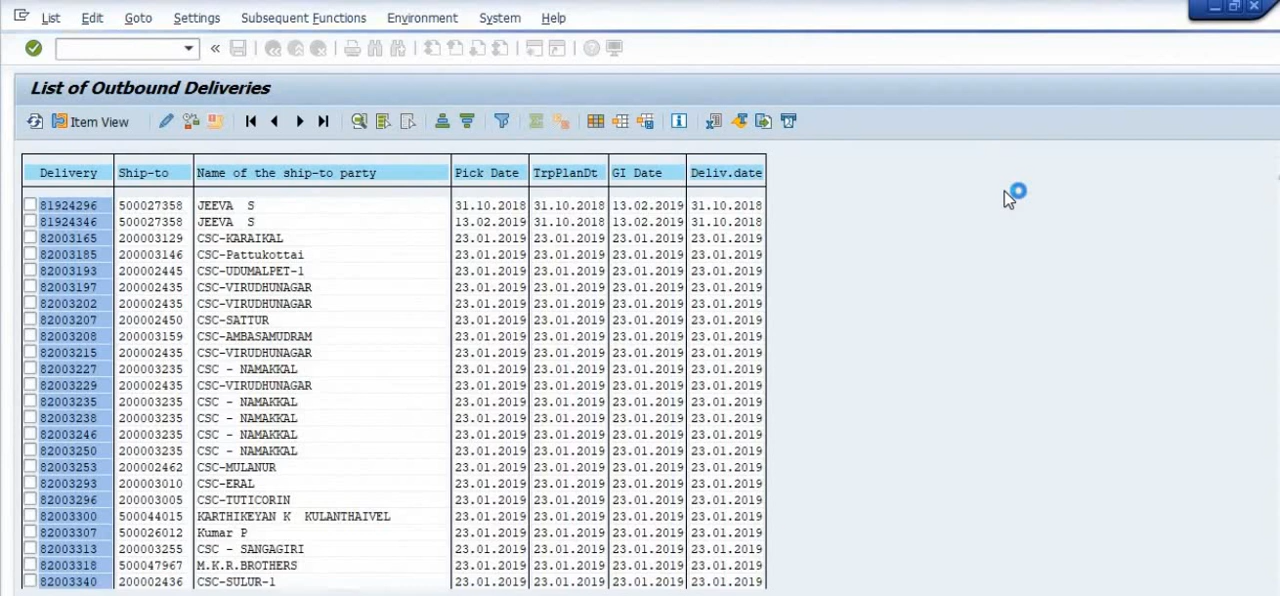 List Edit Goto Settings Subsequent Functions Environment System Help
List of Outbound Deliveries
Item View
Delivery Ship-to Name of the ship-to party Pick Date TrpPlanDt GI Date Deliv.date
81924296 500027358 JEEVA S 31.10.2018 31.10.2018 13.02.2019 31.10.2018
81924346 500027358 JEEVA S 13.02.2019 31.10.2018 13.02.2019 31.10.2018
82003165 200003129 CSC-KARAIKAL 23.01.2019 23.01.2019 23.01.2019 23.01.2019
82003185 200003146 CSC-Pattukottai 23.01.2019 23.01.2019 23.01.2019 23.01.2019
82003193 200002445 CSC-UDUMALPET-1 23.01.2019 23.01.2019 23.01.2019 23.01.2019
82003197 200002435 CSC-VIRUDHUNAGAR 23.01.2019 23.01.2019 23.01.2019 23.01.2019
82003202 200002435 CSC-VIRUDHUNAGAR 23.01.2019 23.01.2019 23.01.2019 23.01.2019
82003207 200002450 CSC-SATTUR 23.01.2019 23.01.2019 23.01.2019 23.01.2019
82003208 200003159 CSC-AMBASAMUDRAM 23.01.2019 23.01.2019 23.01.2019 23.01.2019
82003215 200002435 CSC-VIRUDHUNAGAR 23.01.2019 23.01.2019 23.01.2019 23.01.2019
82003227 200003235 CSC - NAMAKKAL 23.01.2019 23.01.2019 23.01.2019 23.01.2019
82003229 200002435 CSC-VIRUDHUNAGAR 23.01.2019 23.01.2019 23.01.2019 23.01.2019
82003235 200003235 CSC - NAMAKKAL 23.01.2019 23.01.2019 23.01.2019 23.01.2019
82003238 200003235 CSC - NAMAKKAL 23.01.2019 23.01.2019 23.01.2019 23.01.2019
82003246 200003235 CSC - NAMAKKAL 23.01.2019 23.01.2019 23.01.2019 23.01.2019
82003250 200003235 CSC - NAMAKKAL 23.01.2019 23.01.2019 23.01.2019 23.01.2019
82003253 200002462 CSC-MULANUR 23.01.2019 23.01.2019 23.01.2019 23.01.2019
82003293 200003010 CSC-ERAL 23.01.2019 23.01.2019 23.01.2019 23.01.2019
82003296 200003005 CSC-TUTICORIN 23.01.2019 23.01.2019 23.01.2019 23.01.2019
82003300 500044015 KARTHIKEYAN K KULANTHAIVEL 23.01.2019 23.01.2019 23.01.2019 23.01.2019
82003307 500026012 Kumar P 23.01.2019 23.01.2019 23.01.2019 23.01.2019
82003313 200003255 CSC - SANGAGIRI 23.01.2019 23.01.2019 23.01.2019 23.01.2019
82003318 500047967 M.K.R.BROTHERS 23.01.2019 23.01.2019 23.01.2019 23.01.2019
82003340 200002436 CSC-SULUR-1 23.01.2019 23.01.2019 23.01.2019 23.01.2019